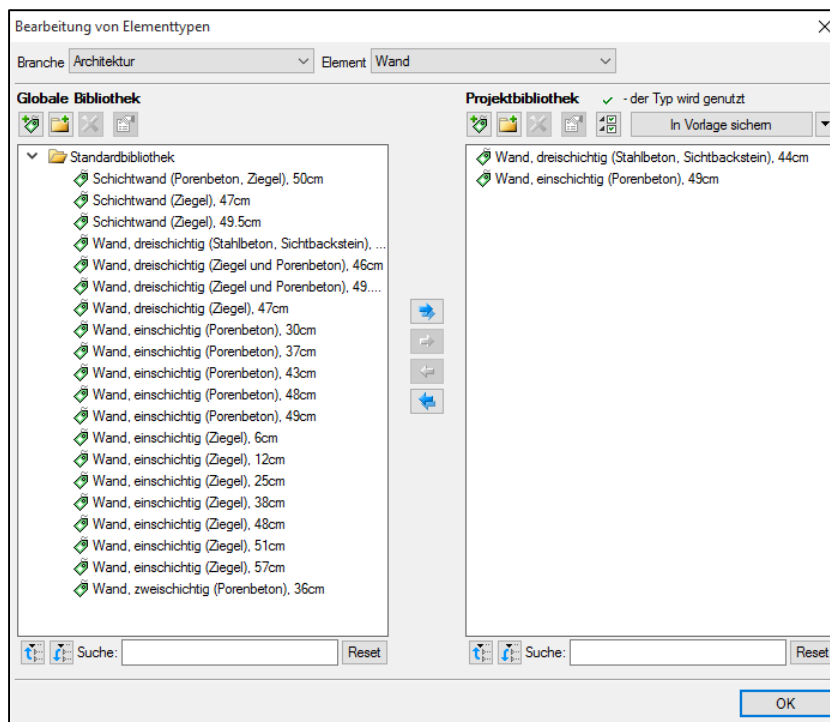 Bearbeitung von Elementtypen
Branche Architektur Element Wand
Globale Bibliothek
Standardbibliothek
Schichtwand (Porenbeton, Ziegel), 50cm
Schichtwand (Ziegel), 47cm
Schichtwand (Ziegel), 49.5cm
Wand, dreischichtig (Stahlbeton, Sichtbackstein), ...
Wand, dreischichtig (Ziegel und Porenbeton), 46cm
Wand, dreischichtig (Ziegel und Porenbeton), 49....
Wand, dreischichtig (Ziegel), 47cm
Wand, einschichtig (Porenbeton), 30cm
Wand, einschichtig (Porenbeton), 37cm
Wand, einschichtig (Porenbeton), 43cm
Wand, einschichtig (Porenbeton), 48cm
Wand, einschichtig (Porenbeton), 49cm
Wand, einschichtig (Ziegel), 6cm
Wand, einschichtig (Ziegel), 12cm
Wand, einschichtig (Ziegel), 25cm
Wand, einschichtig (Ziegel), 38cm
Wand, einschichtig (Ziegel), 48cm
Wand, einschichtig (Ziegel), 51cm
Wand, einschichtig (Ziegel), 57cm
Wand, zweischichtig (Porenbeton), 36cm
Suche: Reset
Projektbibliothek - der Typ wird genutzt
In Vorlage sichern
Wand, dreischichtig (Stahlbeton, Sichtbackstein), 44cm
Wand, einschichtig (Porenbeton), 49cm
Suche: Reset
OK